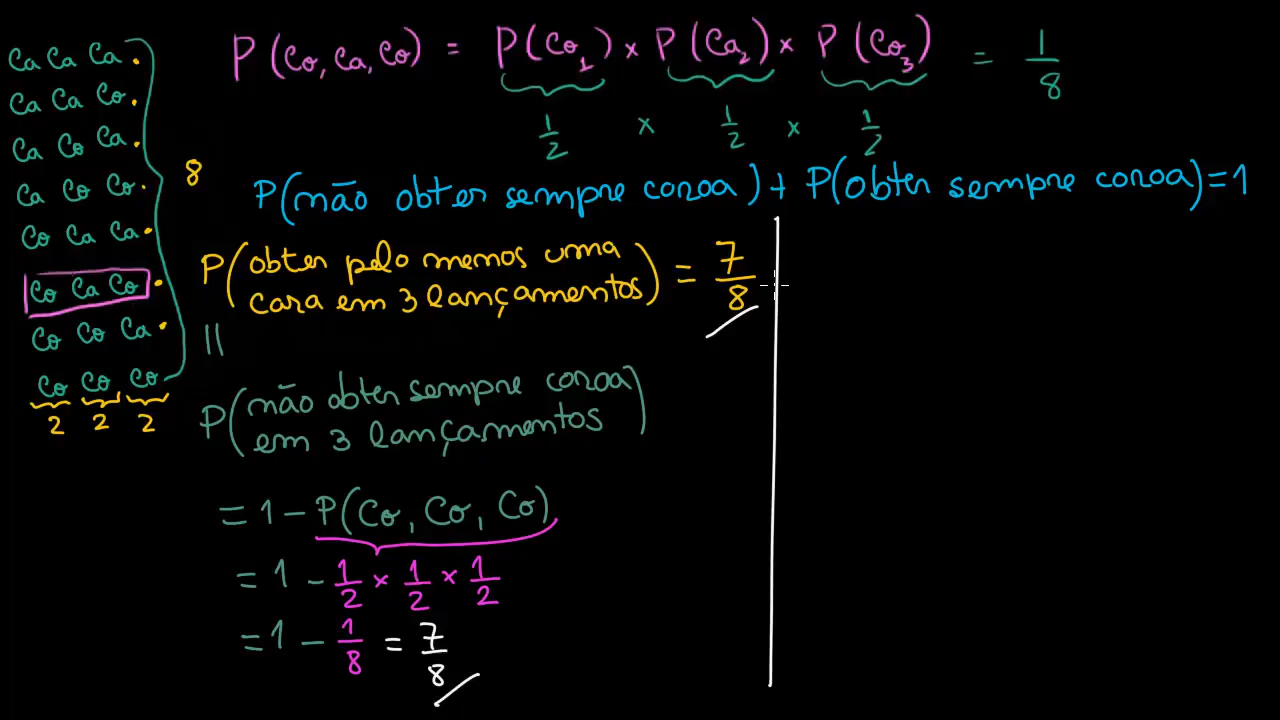 Ca Ca Ca
Ca Ca Co
Ca Co Ca
Ca Co Co
Co Ca Ca
Co Ca Co
Co Co Ca
Co Co Co
2 2 2
8
P(Co, Ca, Co) = P(Co₁) × P(Ca₂) × P(Co₃) = 1/8
1/2 × 1/2 × 1/2
P(não obter sempre coroa) + P(obter sempre coroa) = 1
P(obter pelo menos uma
cara em 3 lançamentos) = 7/8
||
P(não obter sempre coroa
em 3 lançamentos)
= 1 - P(Co, Co, Co)
= 1 - 1/2 × 1/2 × 1/2
= 1 - 1/8 = 7/8